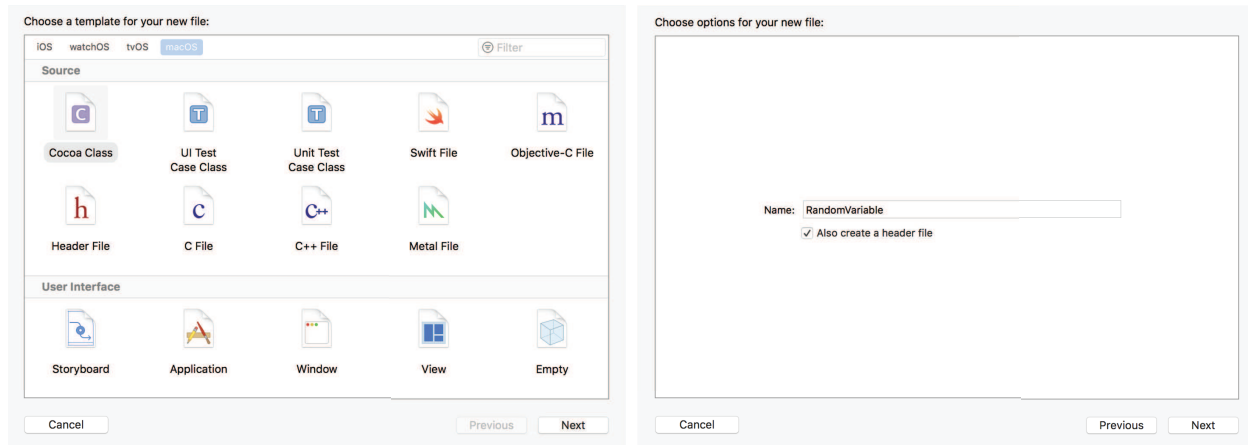 Choose a template for your new file:
iOS watchOS tvOS macOS Filter
Source
C T T m
Cocoa Class UI Test Case Class Unit Test Case Class Swift File Objective-C File
h c C++
Header File C File C++ File Metal File
User Interface
Storyboard Application Window View Empty
Cancel Previous Next
Choose options for your new file:
Name: RandomVariable
Also create a header file
Cancel Previous Next